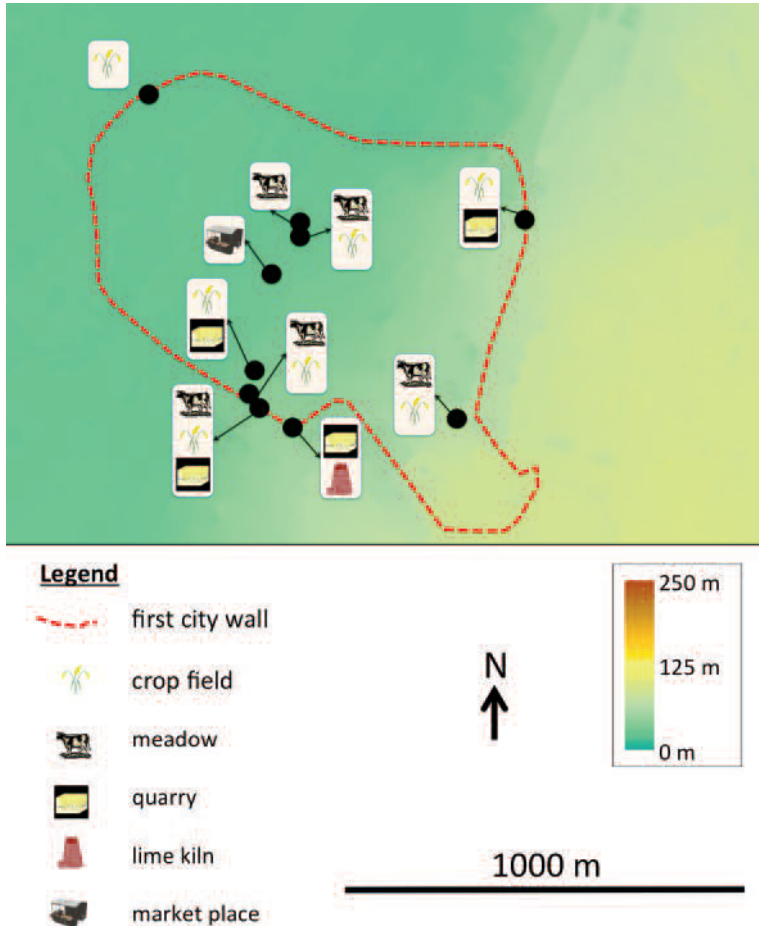 Legend
first city wall
crop field
meadow
quarry
lime kiln
market place
N
250 m
125 m
0 m
1000 m